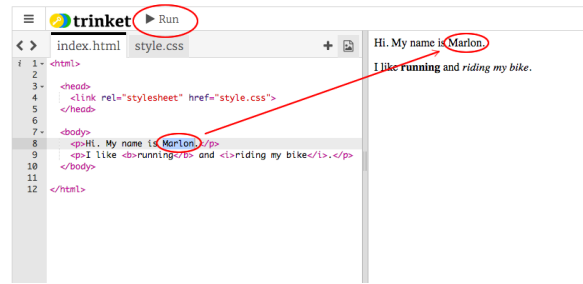 trinket Run
index.html style.css
i 1 <html>
2
3 <head>
4 <link rel="stylesheet" href="style.css">
5 </head>
6
7 <body>
8 <p>Hi. My name is Marlon.</p>
9 <p>I like <b>running</b> and <i>riding my bike</i>.</p>
10 </body>
11
12 </html>
Hi. My name is Marlon.
I like running and riding my bike.